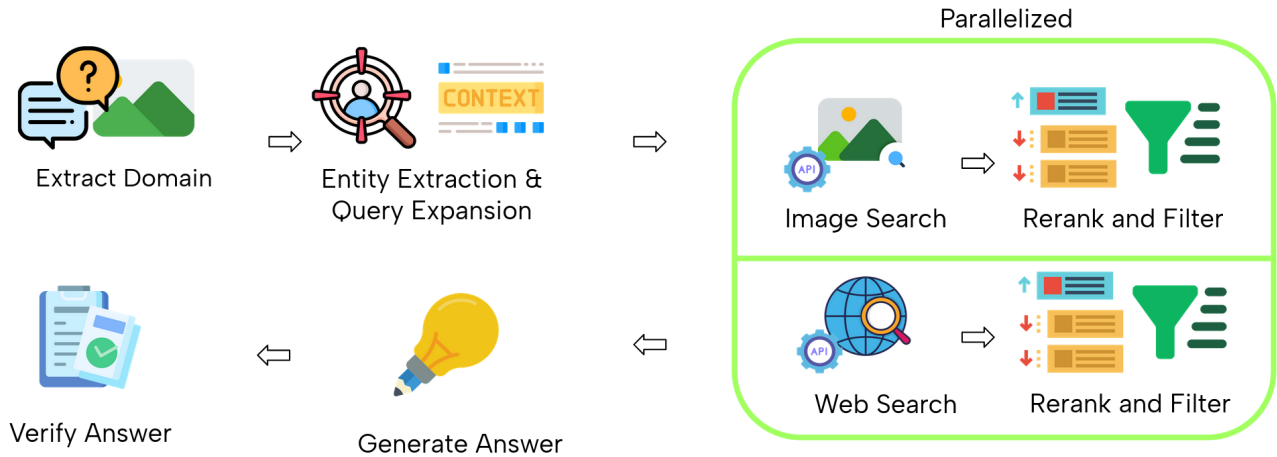 Parallelized
?
CONTEXT
Extract Domain
Entity Extraction &
Query Expansion
API
Image Search
Rerank and Filter
API
Web Search
Rerank and Filter
Generate Answer
Verify Answer